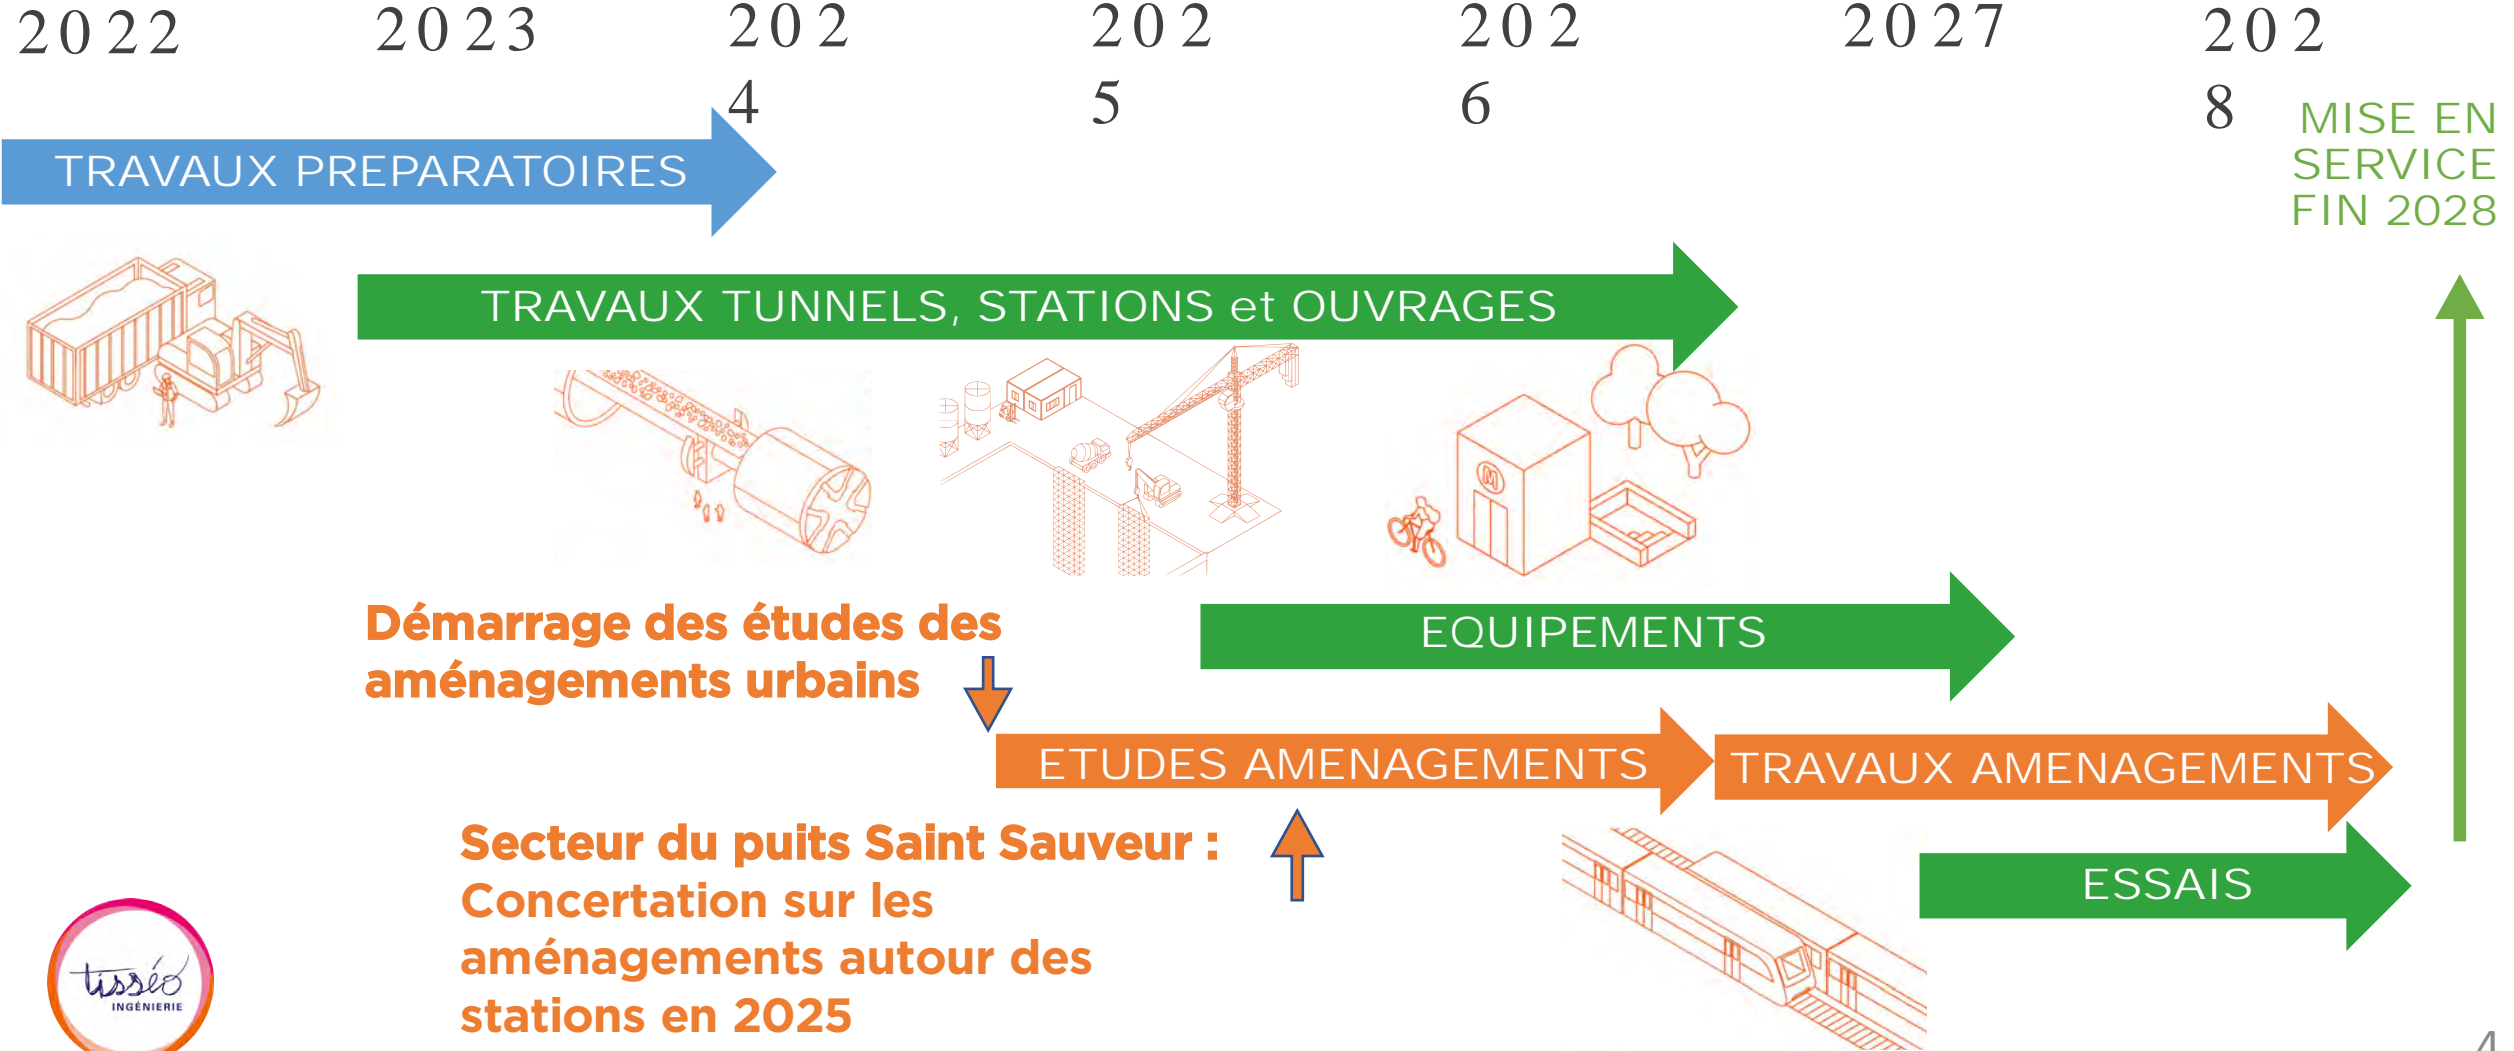 2022 2023 202 202 202 2027 202
4 5 6 8
MISE EN
SERVICE
FIN 2028
TRAVAUX PREPARATOIRES
TRAVAUX TUNNELS, STATIONS et OUVRAGES
M
Démarrage des études des
aménagements urbains
EQUIPEMENTS
ETUDES AMENAGEMENTS
TRAVAUX AMENAGEMENTS
Secteur du puits Saint Sauveur :
Concertation sur les
aménagements autour des
stations en 2025
ESSAIS
tisséo
INGÉNIERIE
4